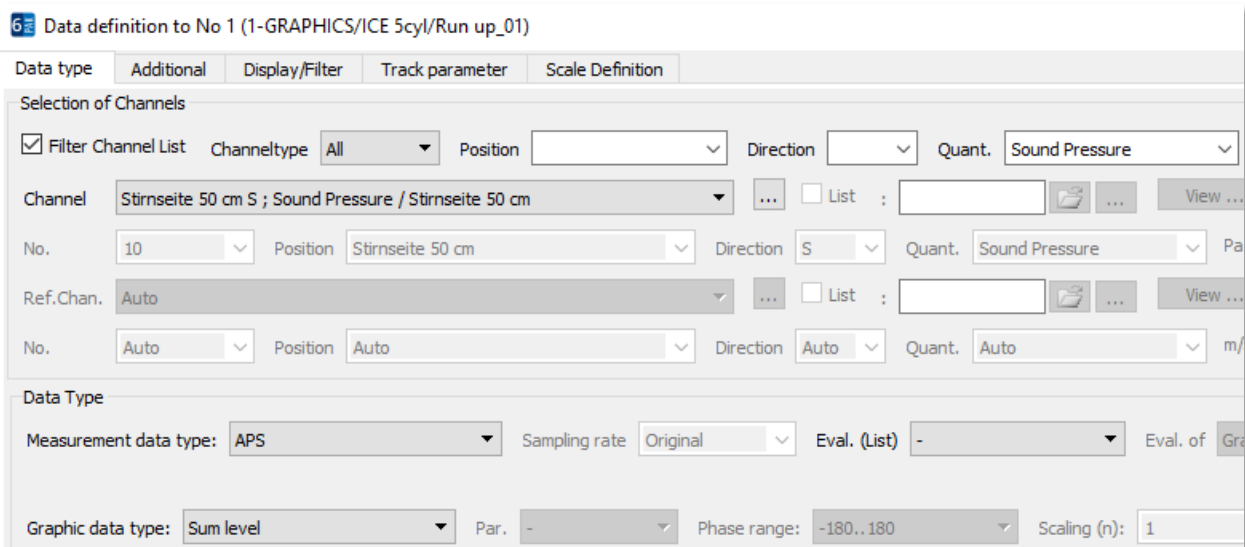 6 PAK Data definition to No 1 (1-GRAPHICS/ICE 5cyl/Run up_01)
Data type Additional Display/Filter Track parameter Scale Definition
Selection of Channels
Filter Channel List Channeltype All Position Direction Quant. Sound Pressure
Channel Stirnseite 50 cm S ; Sound Pressure / Stirnseite 50 cm ... List : ... View ...
No. 10 Position Stirnseite 50 cm Direction S Quant. Sound Pressure Pa
Ref.Chan. Auto ... List : ... View ...
No. Auto Position Auto Direction Auto Quant. Auto m/
Data Type
Measurement data type: APS Sampling rate Original Eval. (List) - Eval. of Gra
Graphic data type: Sum level Par. - Phase range: -180..180 Scaling (n): 1